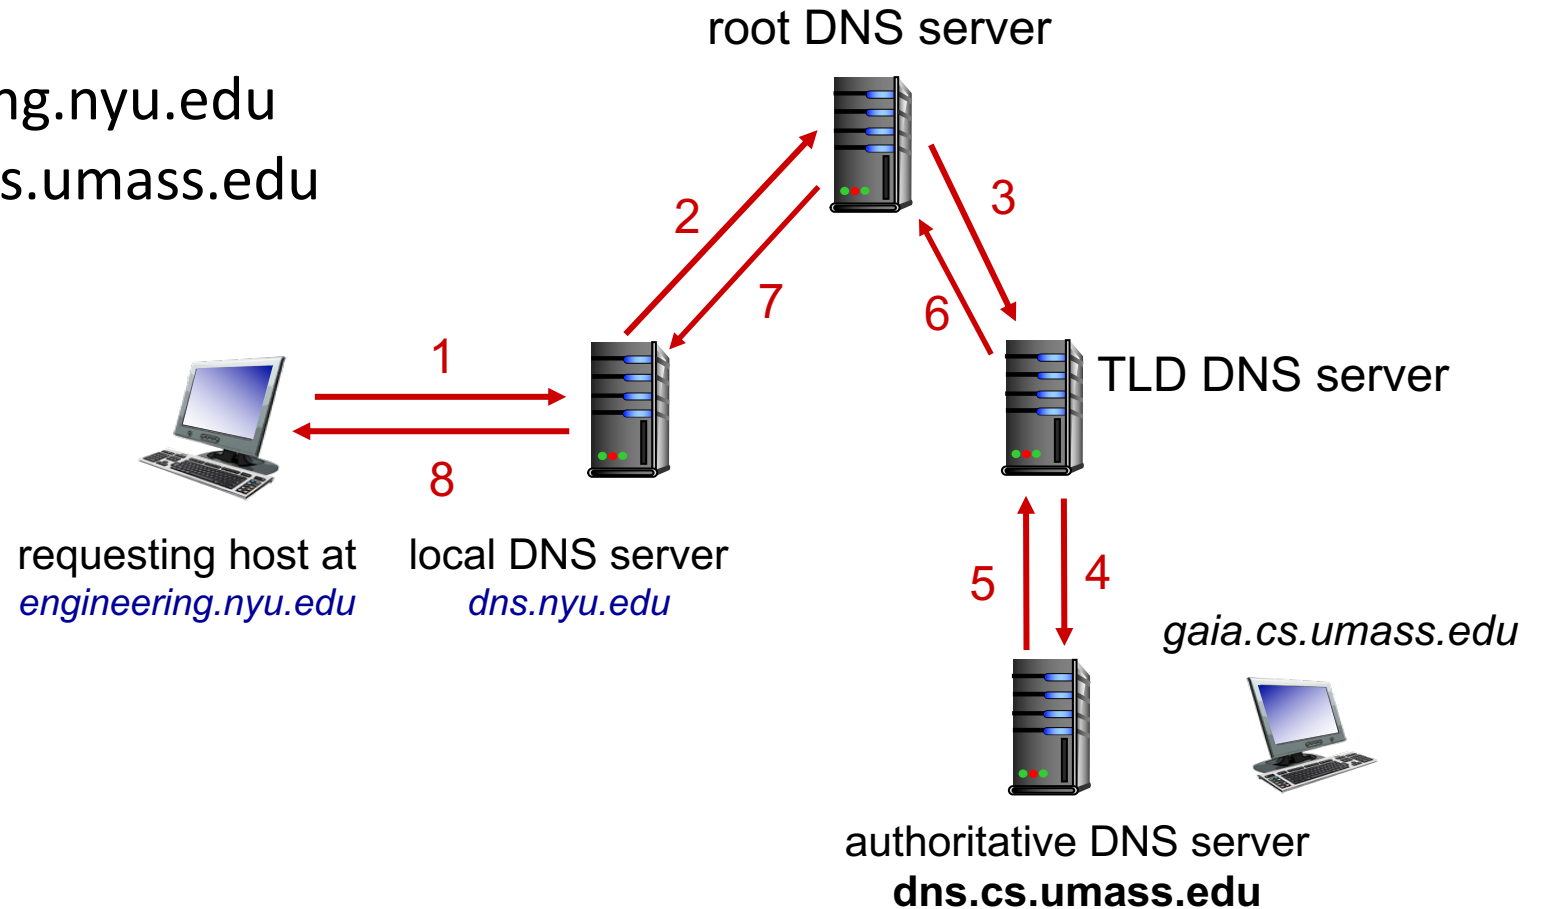 root DNS server
ng.nyu.edu
s.umass.edu
2
3
7
6
1
TLD DNS server
8
requesting host at
engineering.nyu.edu
local DNS server
dns.nyu.edu
5
4
gaia.cs.umass.edu
authoritative DNS server
dns.cs.umass.edu